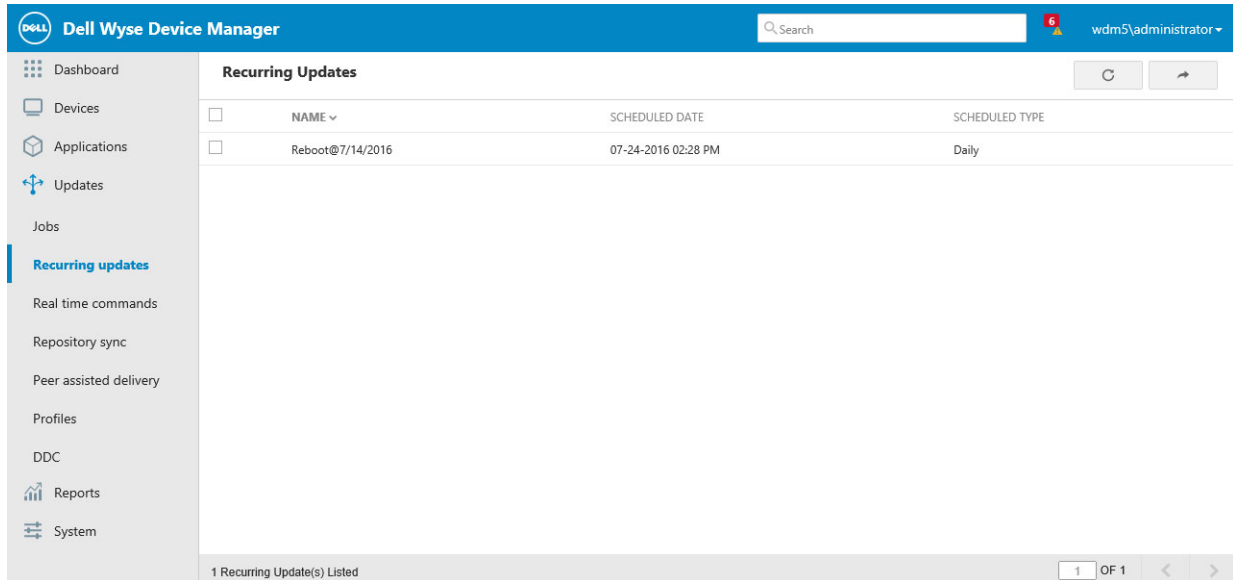 DELL
Dell Wyse Device Manager
Search
6
wdm5\administrator
Dashboard
Devices
Applications
Updates
Jobs
Recurring updates
Real time commands
Repository sync
Peer assisted delivery
Profiles
DDC
Reports
System
Recurring Updates
NAME SCHEDULED DATE SCHEDULED TYPE
Reboot@7/14/2016 07-24-2016 02:28 PM Daily
1 Recurring Update(s) Listed
1 OF 1